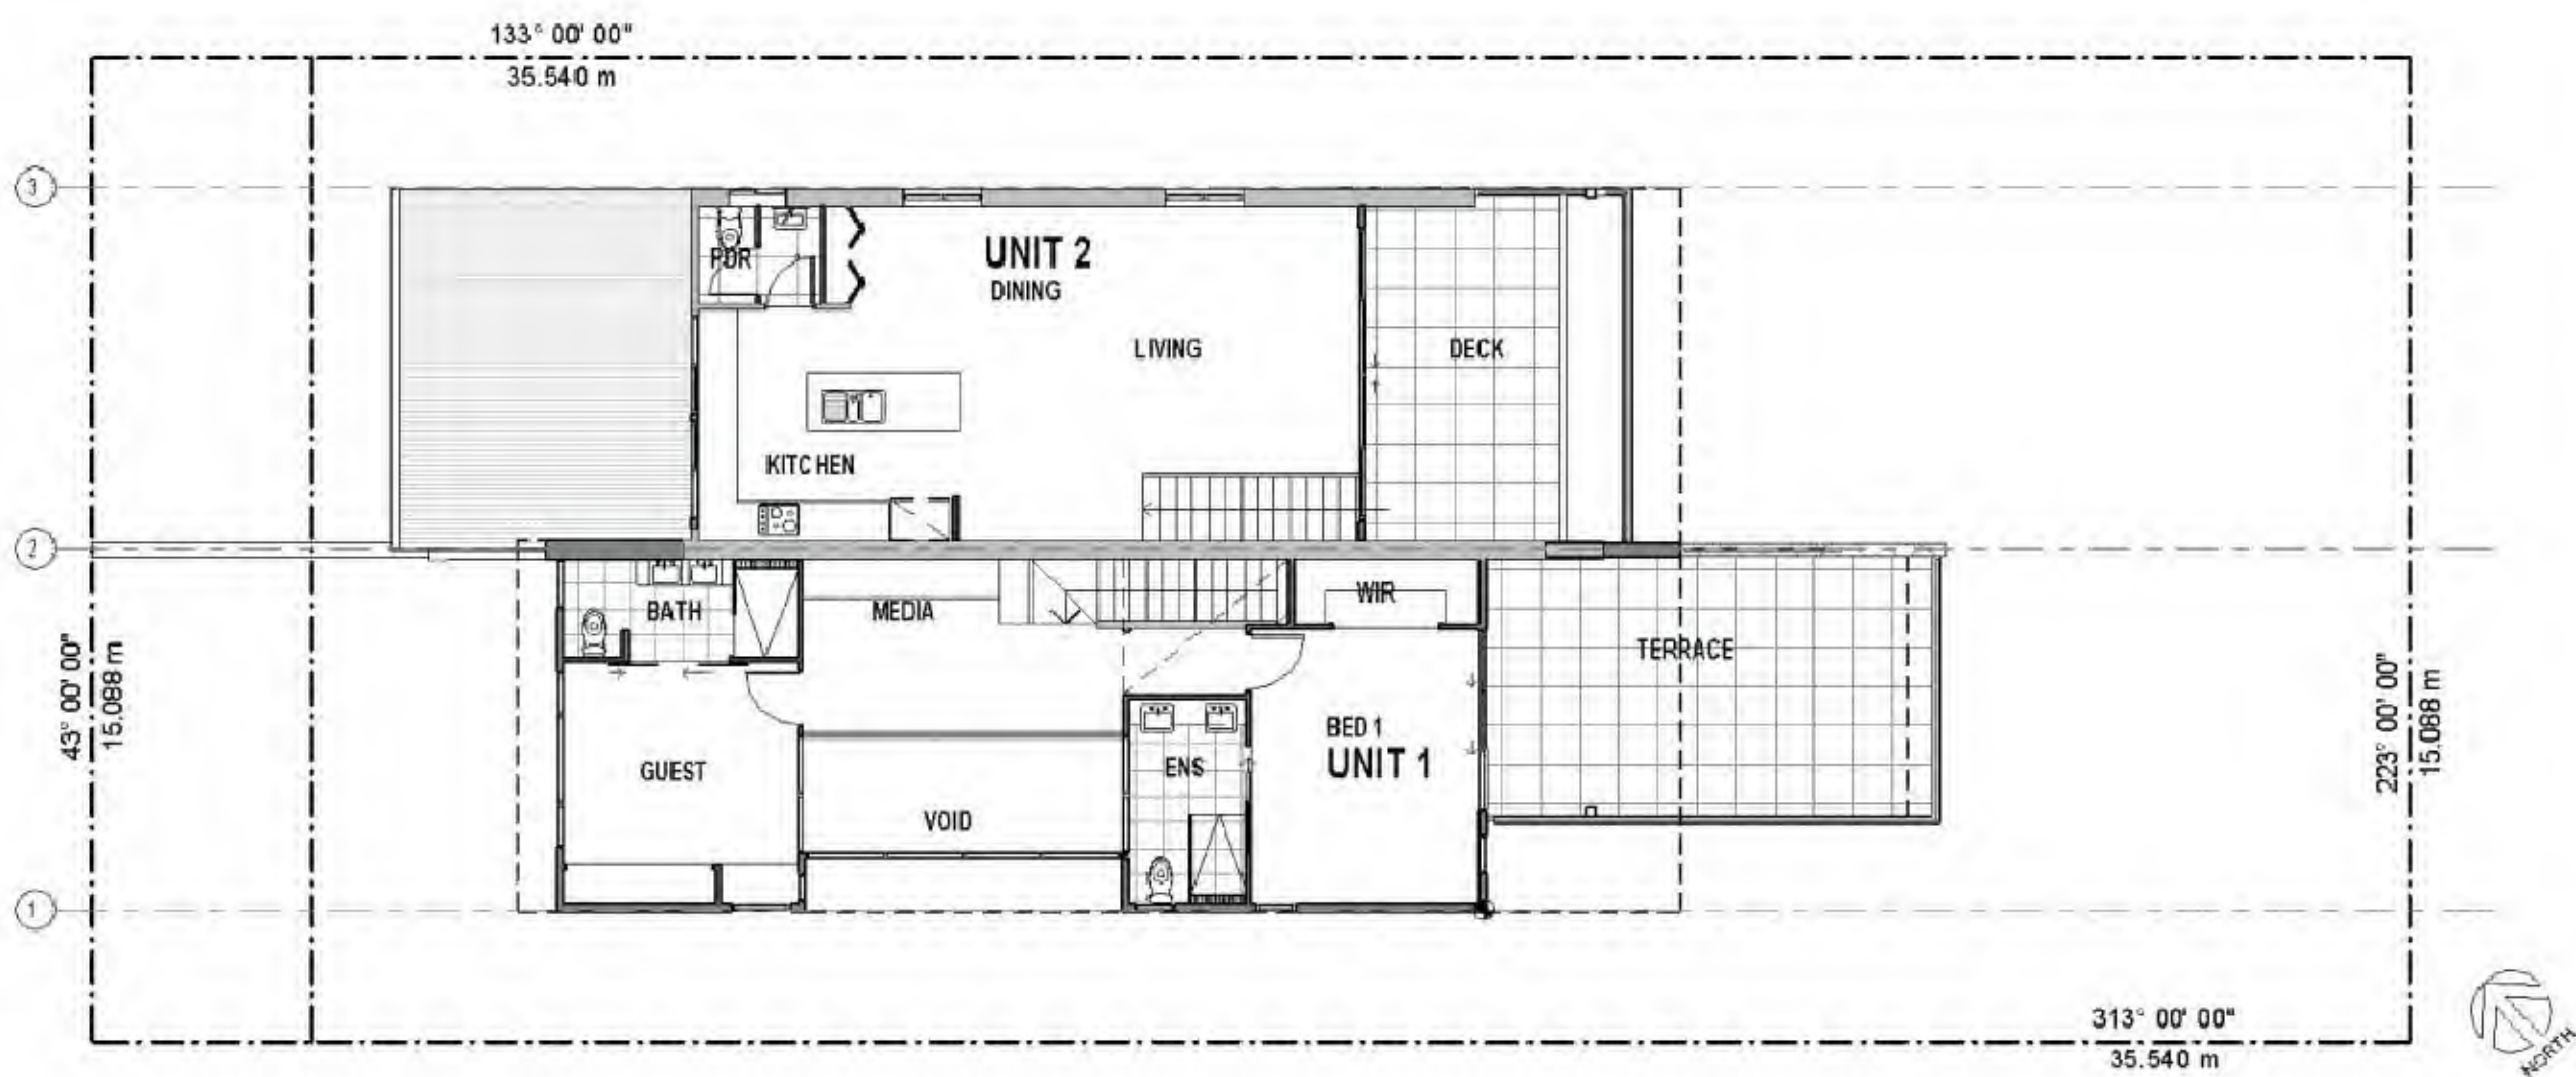 133° 00' 00"
35.540 m
3
PDR
UNIT 2
DINING
LIVING
DECK
KITCHEN
2
BATH
MEDIA
WIR
TERRACE
43° 00' 00"
15.088 m
GUEST
VOID
ENS
BED 1
UNIT 1
223° 00' 00"
15.088 m
1
313° 00' 00"
35.540 m
NORTH